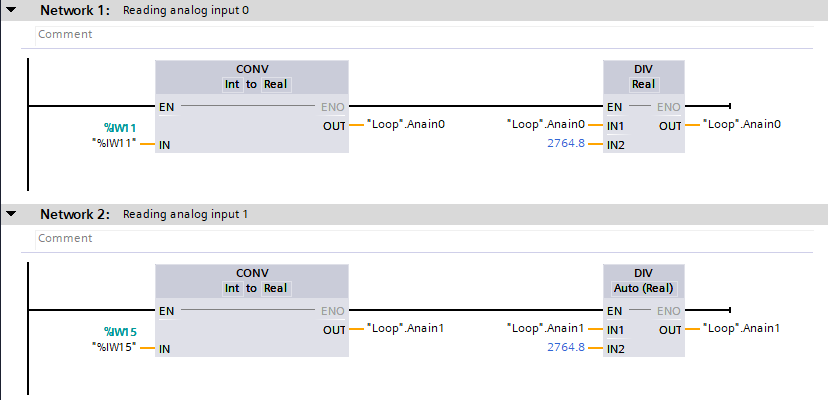 Network 1: Reading analog input 0
Comment
CONV DIV
Int to Real Real
EN ENO EN ENO
%IW11 OUT "Loop".Anain0 "Loop".Anain0 IN1 OUT "Loop".Anain0
"%IW11" IN 2764.8 IN2
Network 2: Reading analog input 1
Comment
CONV DIV
Int to Real Auto (Real)
EN ENO EN ENO
%IW15 OUT "Loop".Anain1 "Loop".Anain1 IN1 OUT "Loop".Anain1
"%IW15" IN 2764.8 IN2